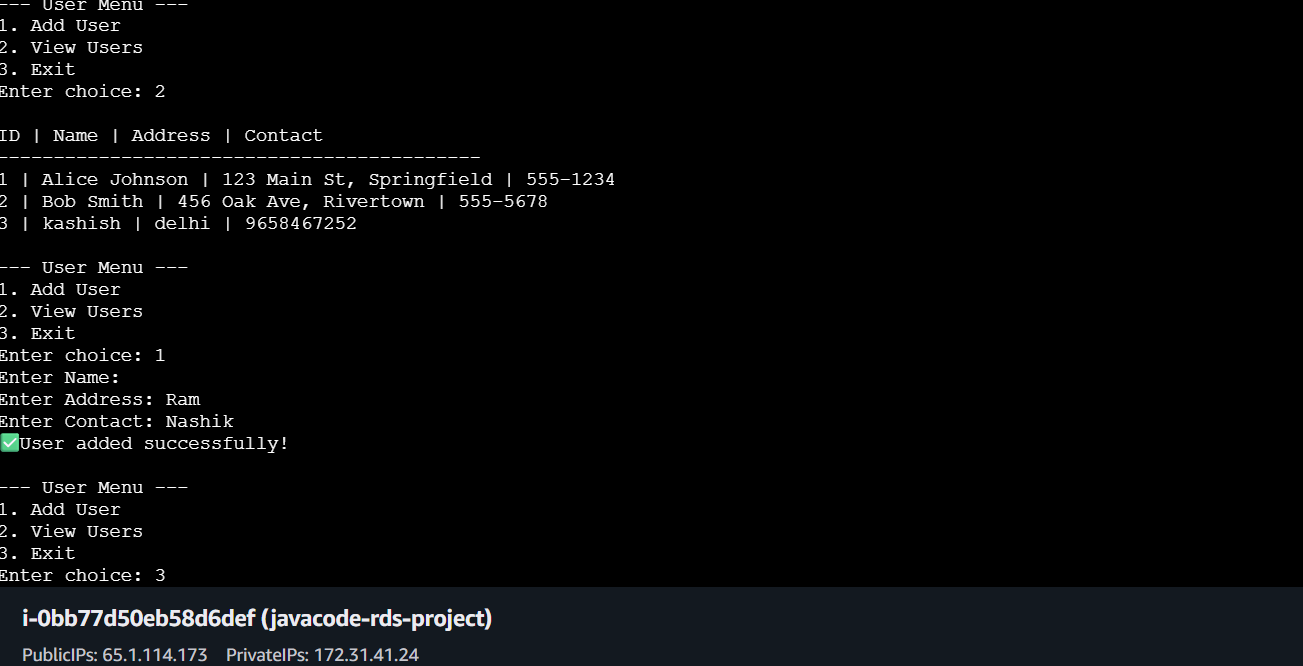 --- User Menu ---
1. Add User
2. View Users
3. Exit
Enter choice: 2
ID | Name | Address | Contact
-------------------------------------------
1 | Alice Johnson | 123 Main St, Springfield | 555-1234
2 | Bob Smith | 456 Oak Ave, Rivertown | 555-5678
3 | kashish | delhi | 9658467252
--- User Menu ---
1. Add User
2. View Users
3. Exit
Enter choice: 1
Enter Name:
Enter Address: Ram
Enter Contact: Nashik
✅User added successfully!
--- User Menu ---
1. Add User
2. View Users
3. Exit
Enter choice: 3
i-0bb77d50eb58d6def (javacode-rds-project)
PublicIPs: 65.1.114.173 PrivateIPs: 172.31.41.24